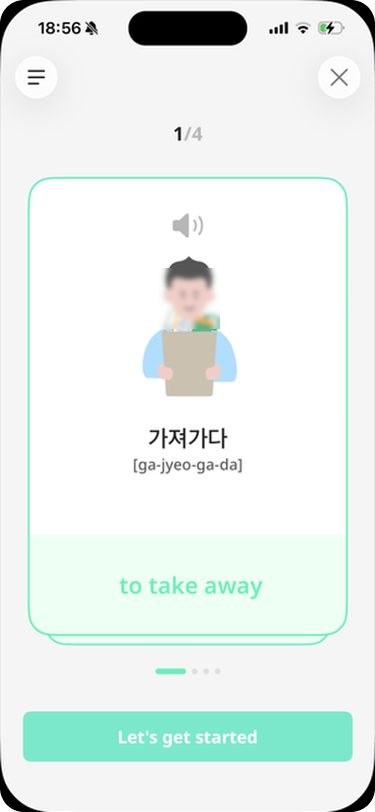 18:56
1/4
가져가다
[ga-jyeo-ga-da]
to take away
Let's get started